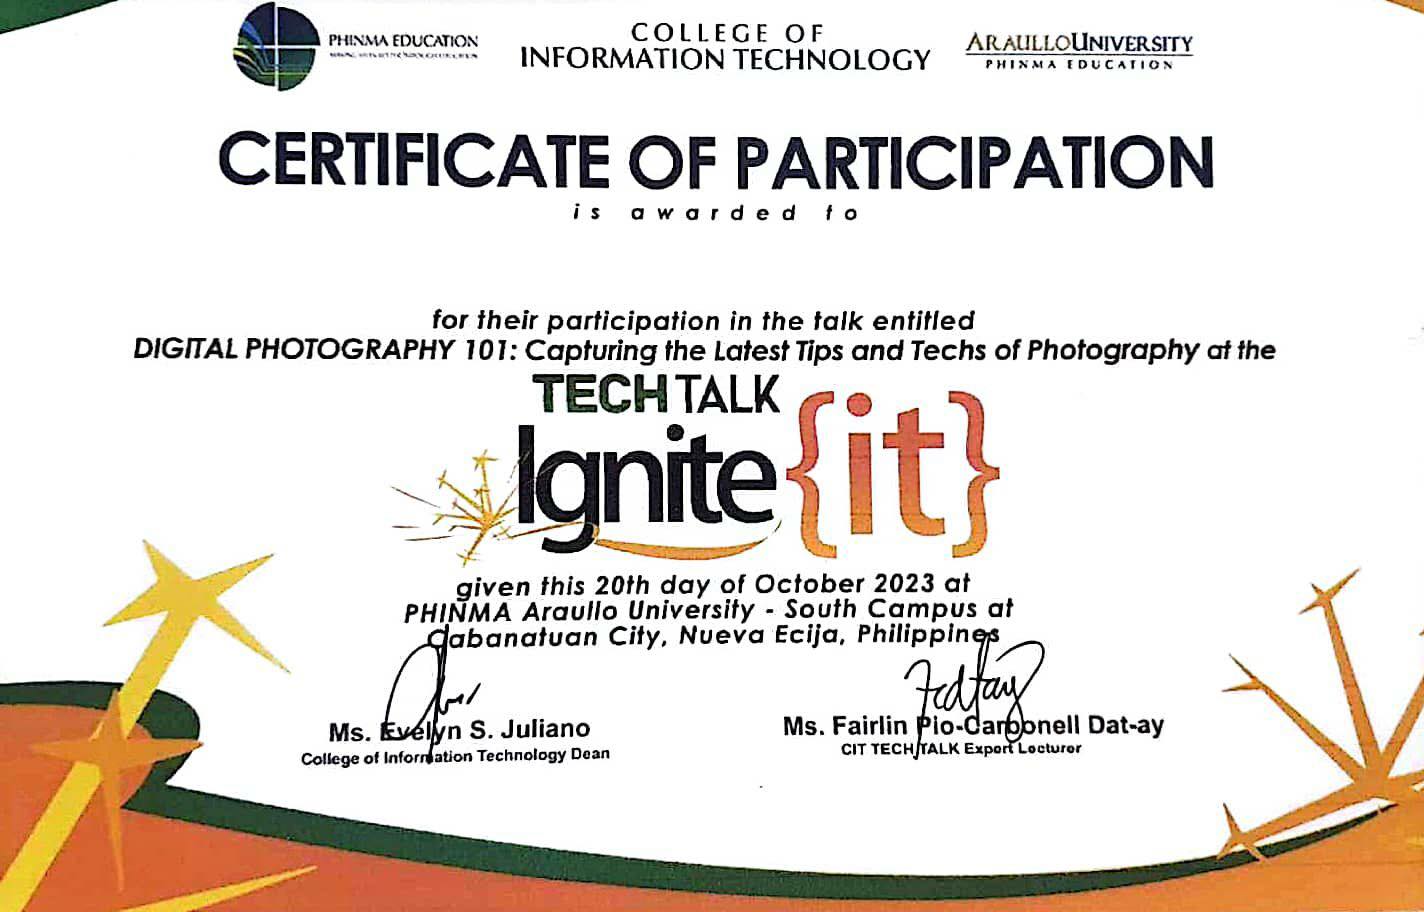 PHINMA EDUCATION
COLLEGE OF
INFORMATION TECHNOLOGY
ARAULLO UNIVERSITY
PHINMA EDUCATION
CERTIFICATE OF PARTICIPATION
is awarded to
for their participation in the talk entitled
DIGITAL PHOTOGRAPHY 101: Capturing the Latest Tips and Techs of Photography at the
TECH TALK
Ignite {it}
given this 20th day of October 2023 at
PHINMA Araullo University - South Campus at
Cabanatuan City, Nueva Ecija, Philippines
Ms. Evelyn S. Juliano
College of Information Technology Dean
Ms. Fairlin Pio-Carbonell Dat-ay
CIT TECH TALK Expert Lecturer